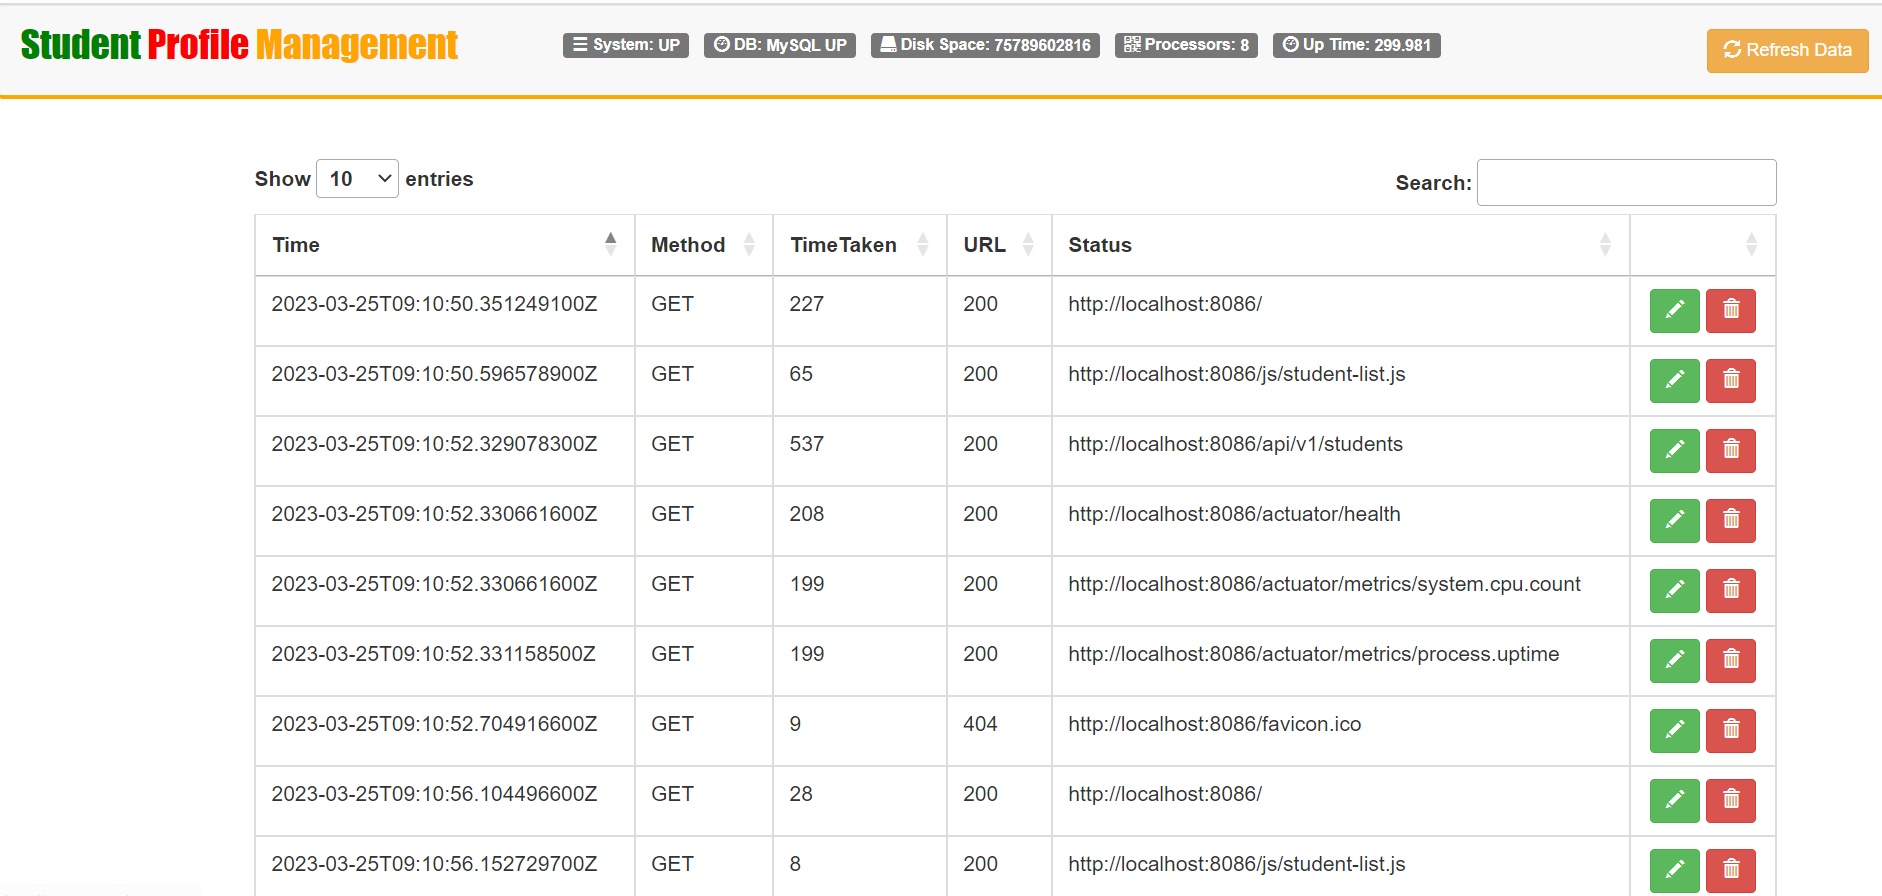 Student Profile Management
System: UP DB: MySQL UP Disk Space: 75789602816 Processors: 8 Up Time: 299.981
Refresh Data
Show 10 entries Search:
Time Method TimeTaken URL Status
2023-03-25T09:10:50.351249100Z GET 227 200 http://localhost:8086/
2023-03-25T09:10:50.596578900Z GET 65 200 http://localhost:8086/js/student-list.js
2023-03-25T09:10:52.329078300Z GET 537 200 http://localhost:8086/api/v1/students
2023-03-25T09:10:52.330661600Z GET 208 200 http://localhost:8086/actuator/health
2023-03-25T09:10:52.330661600Z GET 199 200 http://localhost:8086/actuator/metrics/system.cpu.count
2023-03-25T09:10:52.331158500Z GET 199 200 http://localhost:8086/actuator/metrics/process.uptime
2023-03-25T09:10:52.704916600Z GET 9 404 http://localhost:8086/favicon.ico
2023-03-25T09:10:56.104496600Z GET 28 200 http://localhost:8086/
2023-03-25T09:10:56.152729700Z GET 8 200 http://localhost:8086/js/student-list.js